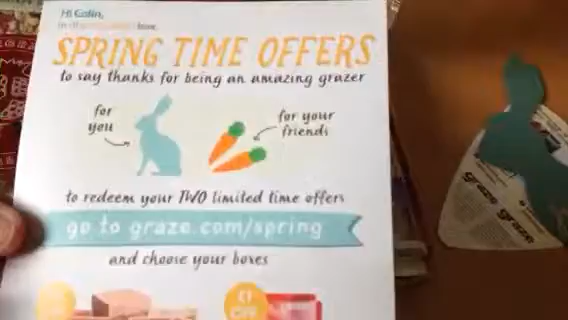 Hi Colin,
SPRING TIME OFFERS
to say thanks for being an amazing grazer
for you
for your friends
to redeem your TWO limited time offers
go to graze.com/spring
and choose your boxes
£1 OFF
graze graze